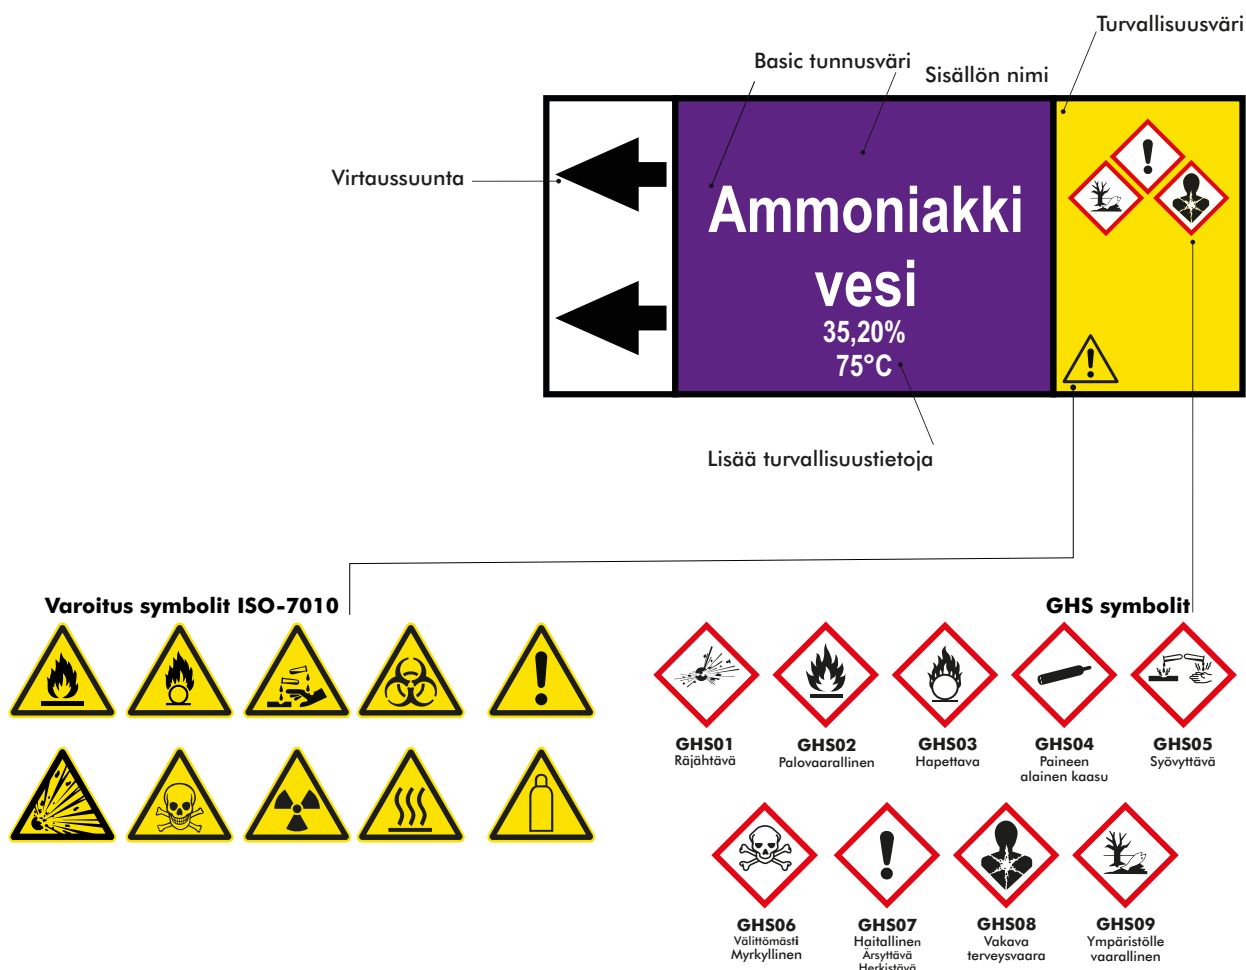 Turvallisuusväri
Basic tunnusväri
Sisällön nimi
Virtaussuunta
Ammoniakki
vesi
35,20%
75°C
Lisää turvallisuustietoja
Varoitus symbolit ISO-7010
GHS symbolit
GHS01
Räjähtävä
GHS02
Palovaarallinen
GHS03
Hapettava
GHS04
Paineen
alainen kaasu
GHS05
Syövyttävä
GHS06
Välittömästi
Myrkyllinen
GHS07
Haitallinen
Ärsyttävä
Herkistävä
GHS08
Vakava
terveysvaara
GHS09
Ympäristölle
vaarallinen